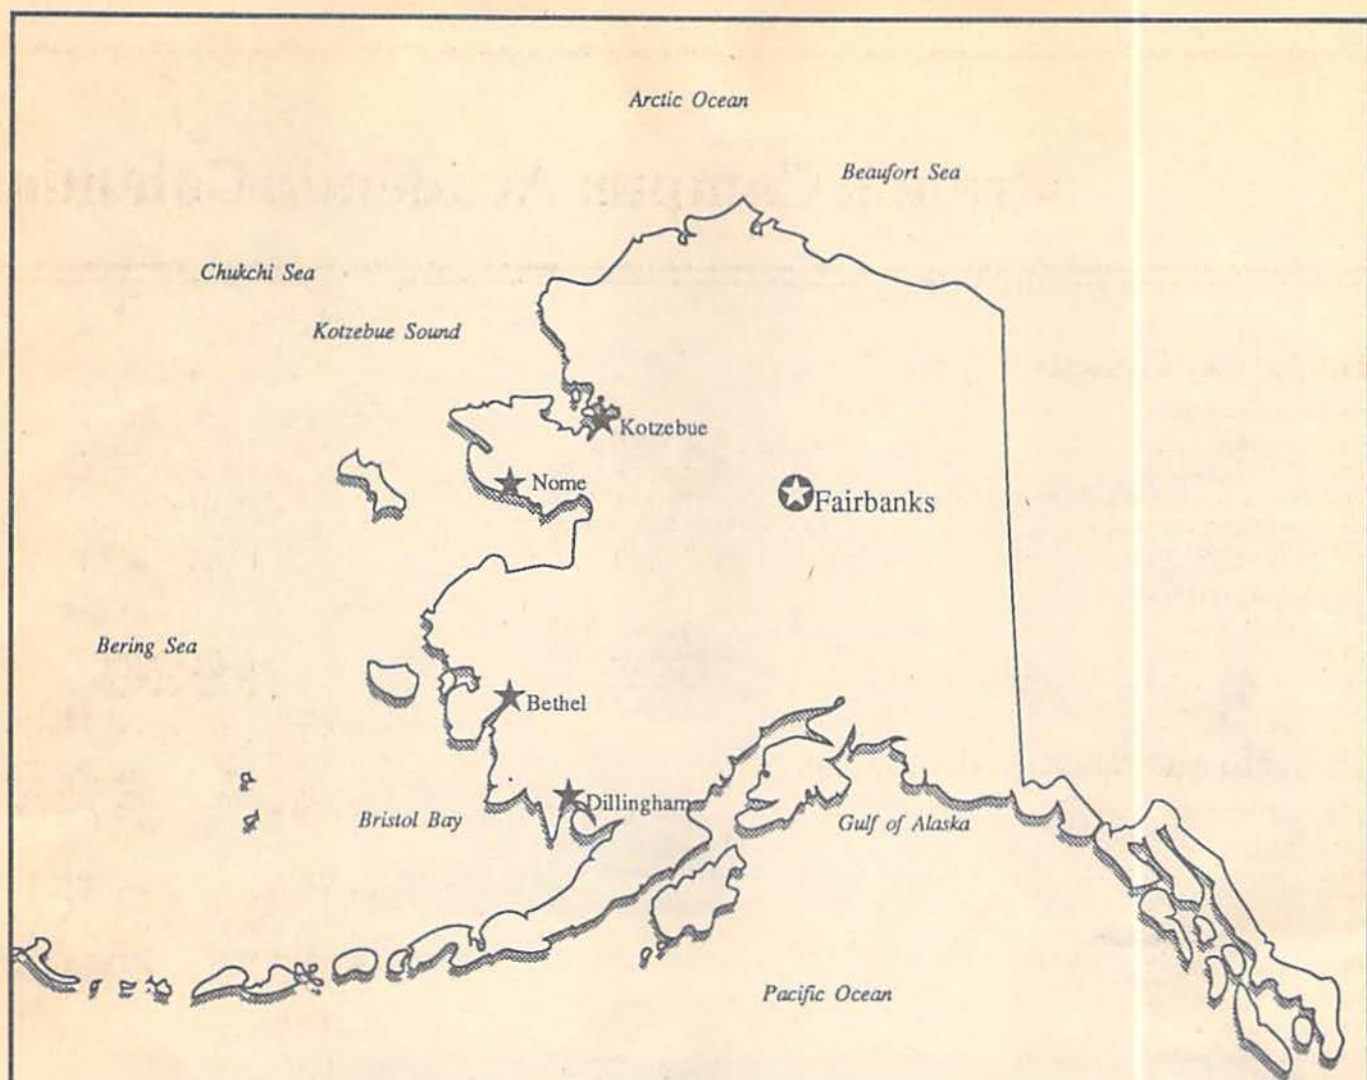 Arctic Ocean
Beaufort Sea
Chukchi Sea
Kotzebue Sound
Kotzebue
Nome
Fairbanks
Bering Sea
Bethel
Dillingham
Bristol Bay
Gulf of Alaska
Pacific Ocean